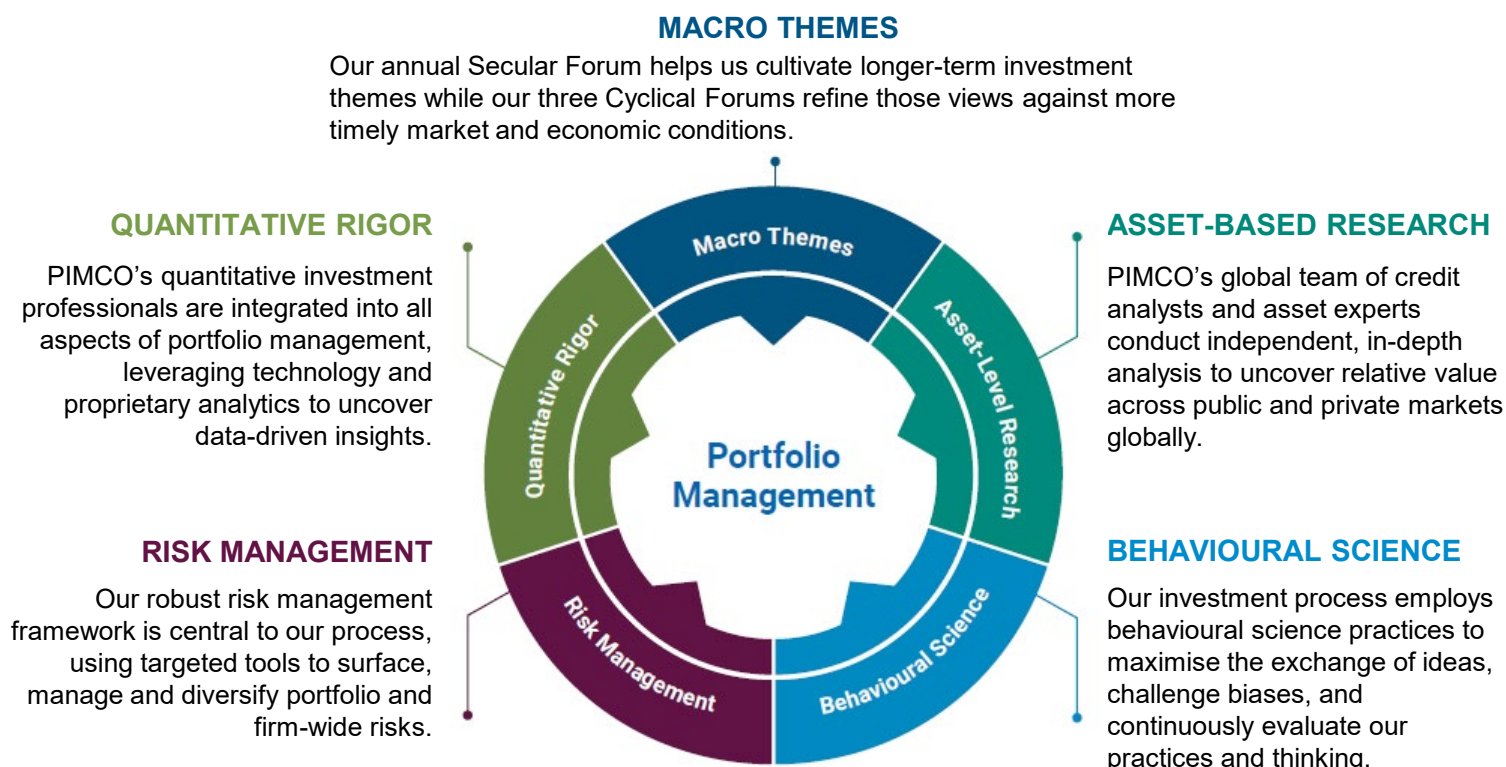 MACRO THEMES
Our annual Secular Forum helps us cultivate longer-term investment
themes while our three Cyclical Forums refine those views against more
timely market and economic conditions.
QUANTITATIVE RIGOR
PIMCO’s quantitative investment
professionals are integrated into all
aspects of portfolio management,
leveraging technology and
proprietary analytics to uncover
data-driven insights.
RISK MANAGEMENT
Our robust risk management
framework is central to our process,
using targeted tools to surface,
manage and diversify portfolio and
firm-wide risks.
Macro Themes
Quantitative Rigor
Asset-Level Research
Portfolio
Management
Risk Management
Behavioural Science
ASSET-BASED RESEARCH
PIMCO’s global team of credit
analysts and asset experts
conduct independent, in-depth
analysis to uncover relative value
across public and private markets
globally.
BEHAVIOURAL SCIENCE
Our investment process employs
behavioural science practices to
maximise the exchange of ideas,
challenge biases, and
continuously evaluate our
practices and thinking.